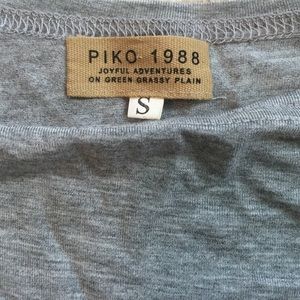 PIKO 1988
JOYFUL ADVENTURES
ON GREEN GRASSY PLAIN
S